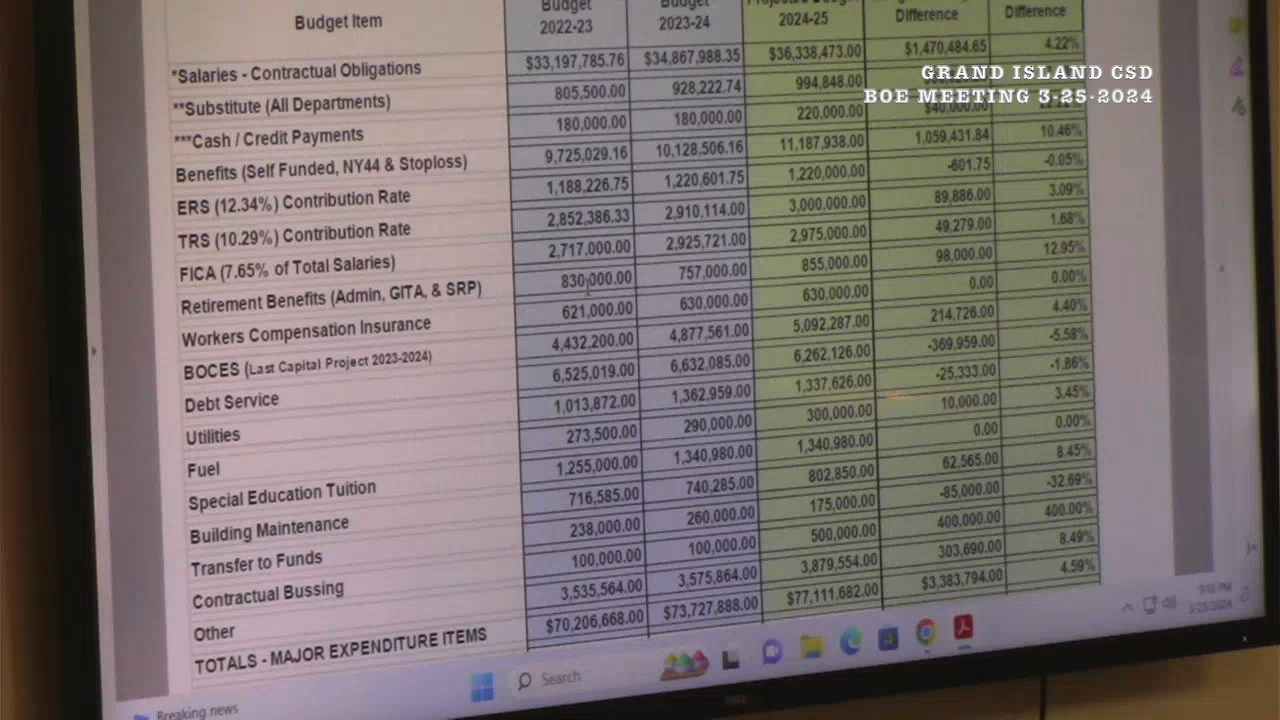 Budget Item
Budget
2022-23
Budget
2023-24
2024-25
Difference
Difference
GRAND ISLAND CSD
BOE MEETING 3-25-2024
*Salaries - Contractual Obligations $33,197,785.76 $34,867,988.35 $36,338,473.00 $1,470,484.65 4.22%
**Substitute (All Departments) 805,500.00 928,222.74 994,848.00
***Cash / Credit Payments 180,000.00 180,000.00 220,000.00 $40,000.00
Benefits (Self Funded, NY44 & Stoploss) 9,725,029.16 10,128,506.16 11,187,938.00 1,059,431.84 10.46%
ERS (12.34%) Contribution Rate 1,188,226.75 1,220,601.75 1,220,000.00 -601.75 -0.05%
TRS (10.29%) Contribution Rate 2,852,386.33 2,910,114.00 3,000,000.00 89,886.00 3.09%
FICA (7.65% of Total Salaries) 2,717,000.00 2,925,721.00 2,975,000.00 49,279.00 1.68%
Retirement Benefits (Admin, GITA, & SRP) 830,000.00 757,000.00 855,000.00 98,000.00 12.95%
Workers Compensation Insurance 621,000.00 630,000.00 630,000.00 0.00 0.00%
BOCES (Last Capital Project 2023-2024) 4,432,200.00 4,877,561.00 5,092,287.00 214,726.00 4.40%
Debt Service 6,525,019.00 6,632,085.00 6,262,126.00 -369,959.00 -5.58%
Utilities 1,013,872.00 1,362,959.00 1,337,626.00 -25,333.00 -1.86%
Fuel 273,500.00 290,000.00 300,000.00 10,000.00 3.45%
Special Education Tuition 1,255,000.00 1,340,980.00 1,340,980.00 0.00 0.00%
Building Maintenance 716,585.00 740,285.00 802,850.00 62,565.00 8.45%
Transfer to Funds 238,000.00 260,000.00 175,000.00 -85,000.00 -32.69%
Contractual Bussing 100,000.00 100,000.00 500,000.00 400,000.00 400.00%
Other 3,535,564.00 3,575,864.00 3,879,554.00 303,690.00 8.49%
TOTALS - MAJOR EXPENDITURE ITEMS $70,206,668.00 $73,727,888.00 $77,111,682.00 $3,383,794.00 4.59%
Breaking news
Search
3/25/2024